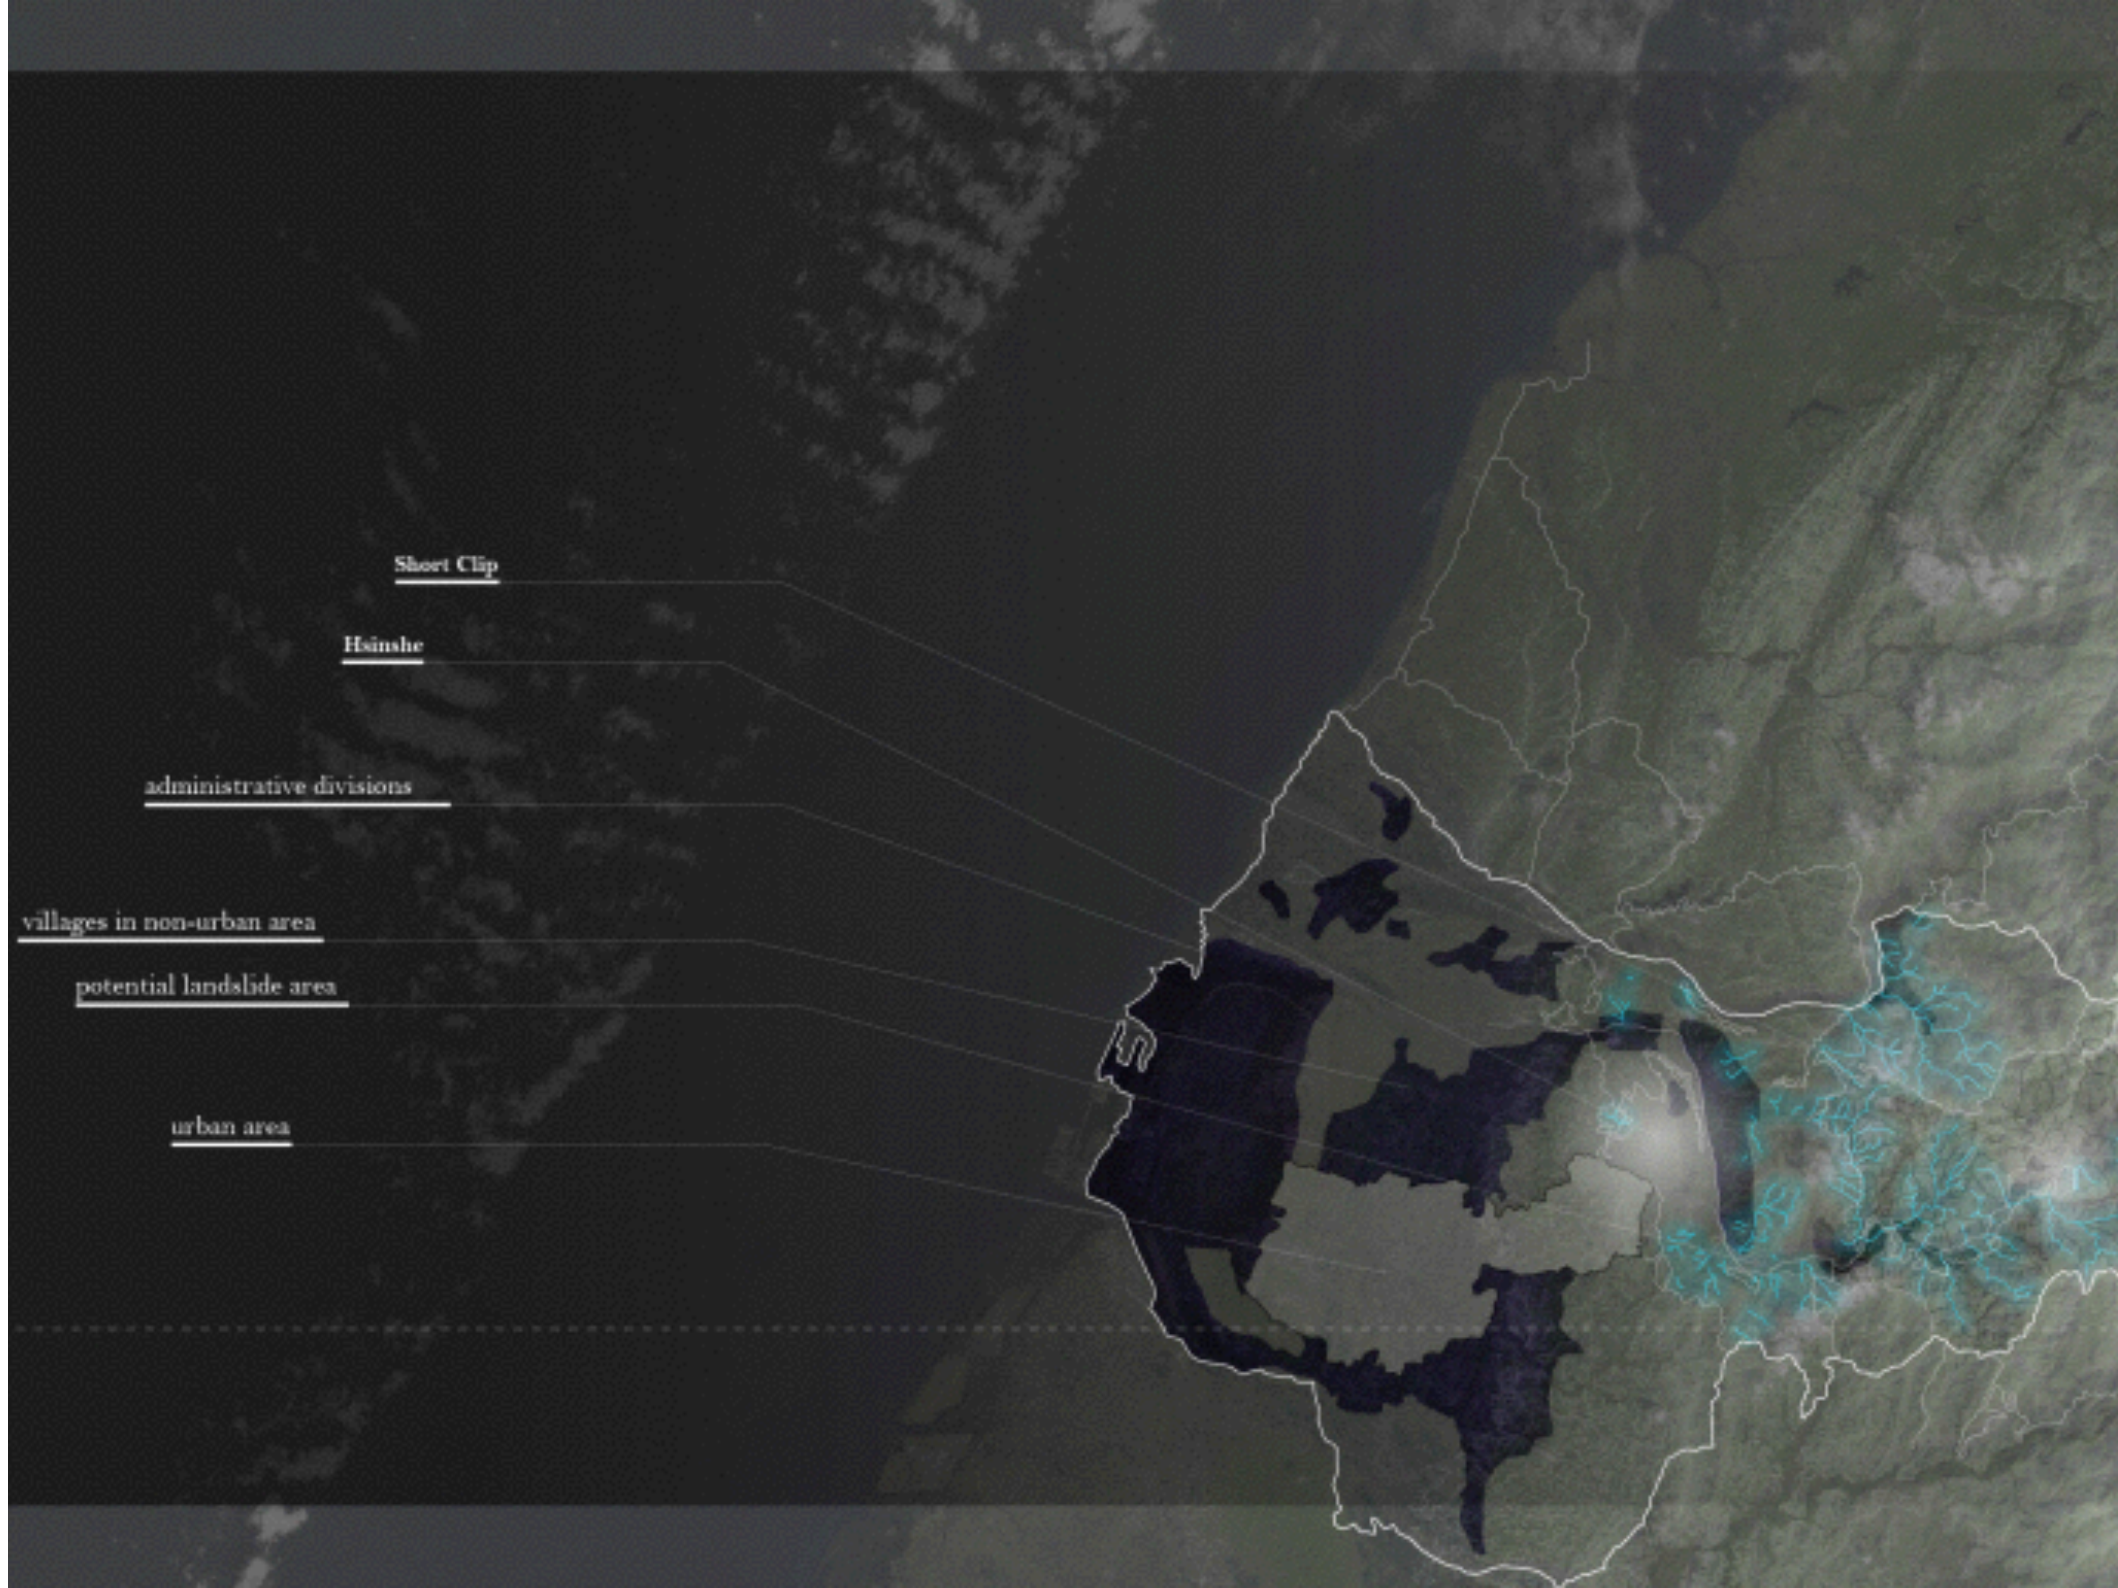 Short Clip
Hsinshe
administrative divisions
villages in non-urban area
potential landslide area
urban area